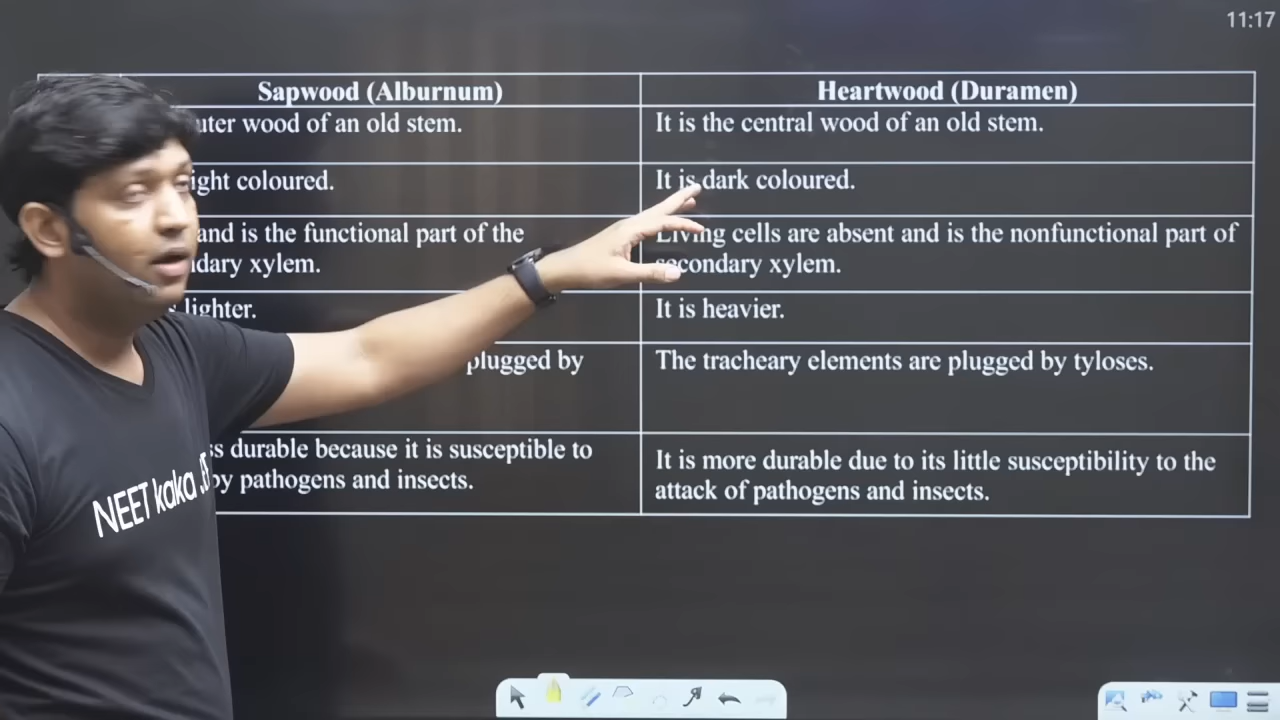 11:17
Sapwood (Alburnum)
Heartwood (Duramen)
uter wood of an old stem.
It is the central wood of an old stem.
ight coloured.
It is dark coloured.
and is the functional part of the
dary xylem.
Living cells are absent and is the nonfunctional part of
secondary xylem.
lighter.
It is heavier.
plugged by
The tracheary elements are plugged by tyloses.
ss durable because it is susceptible to
by pathogens and insects.
It is more durable due to its little susceptibility to the
attack of pathogens and insects.
NEET kaka JEE